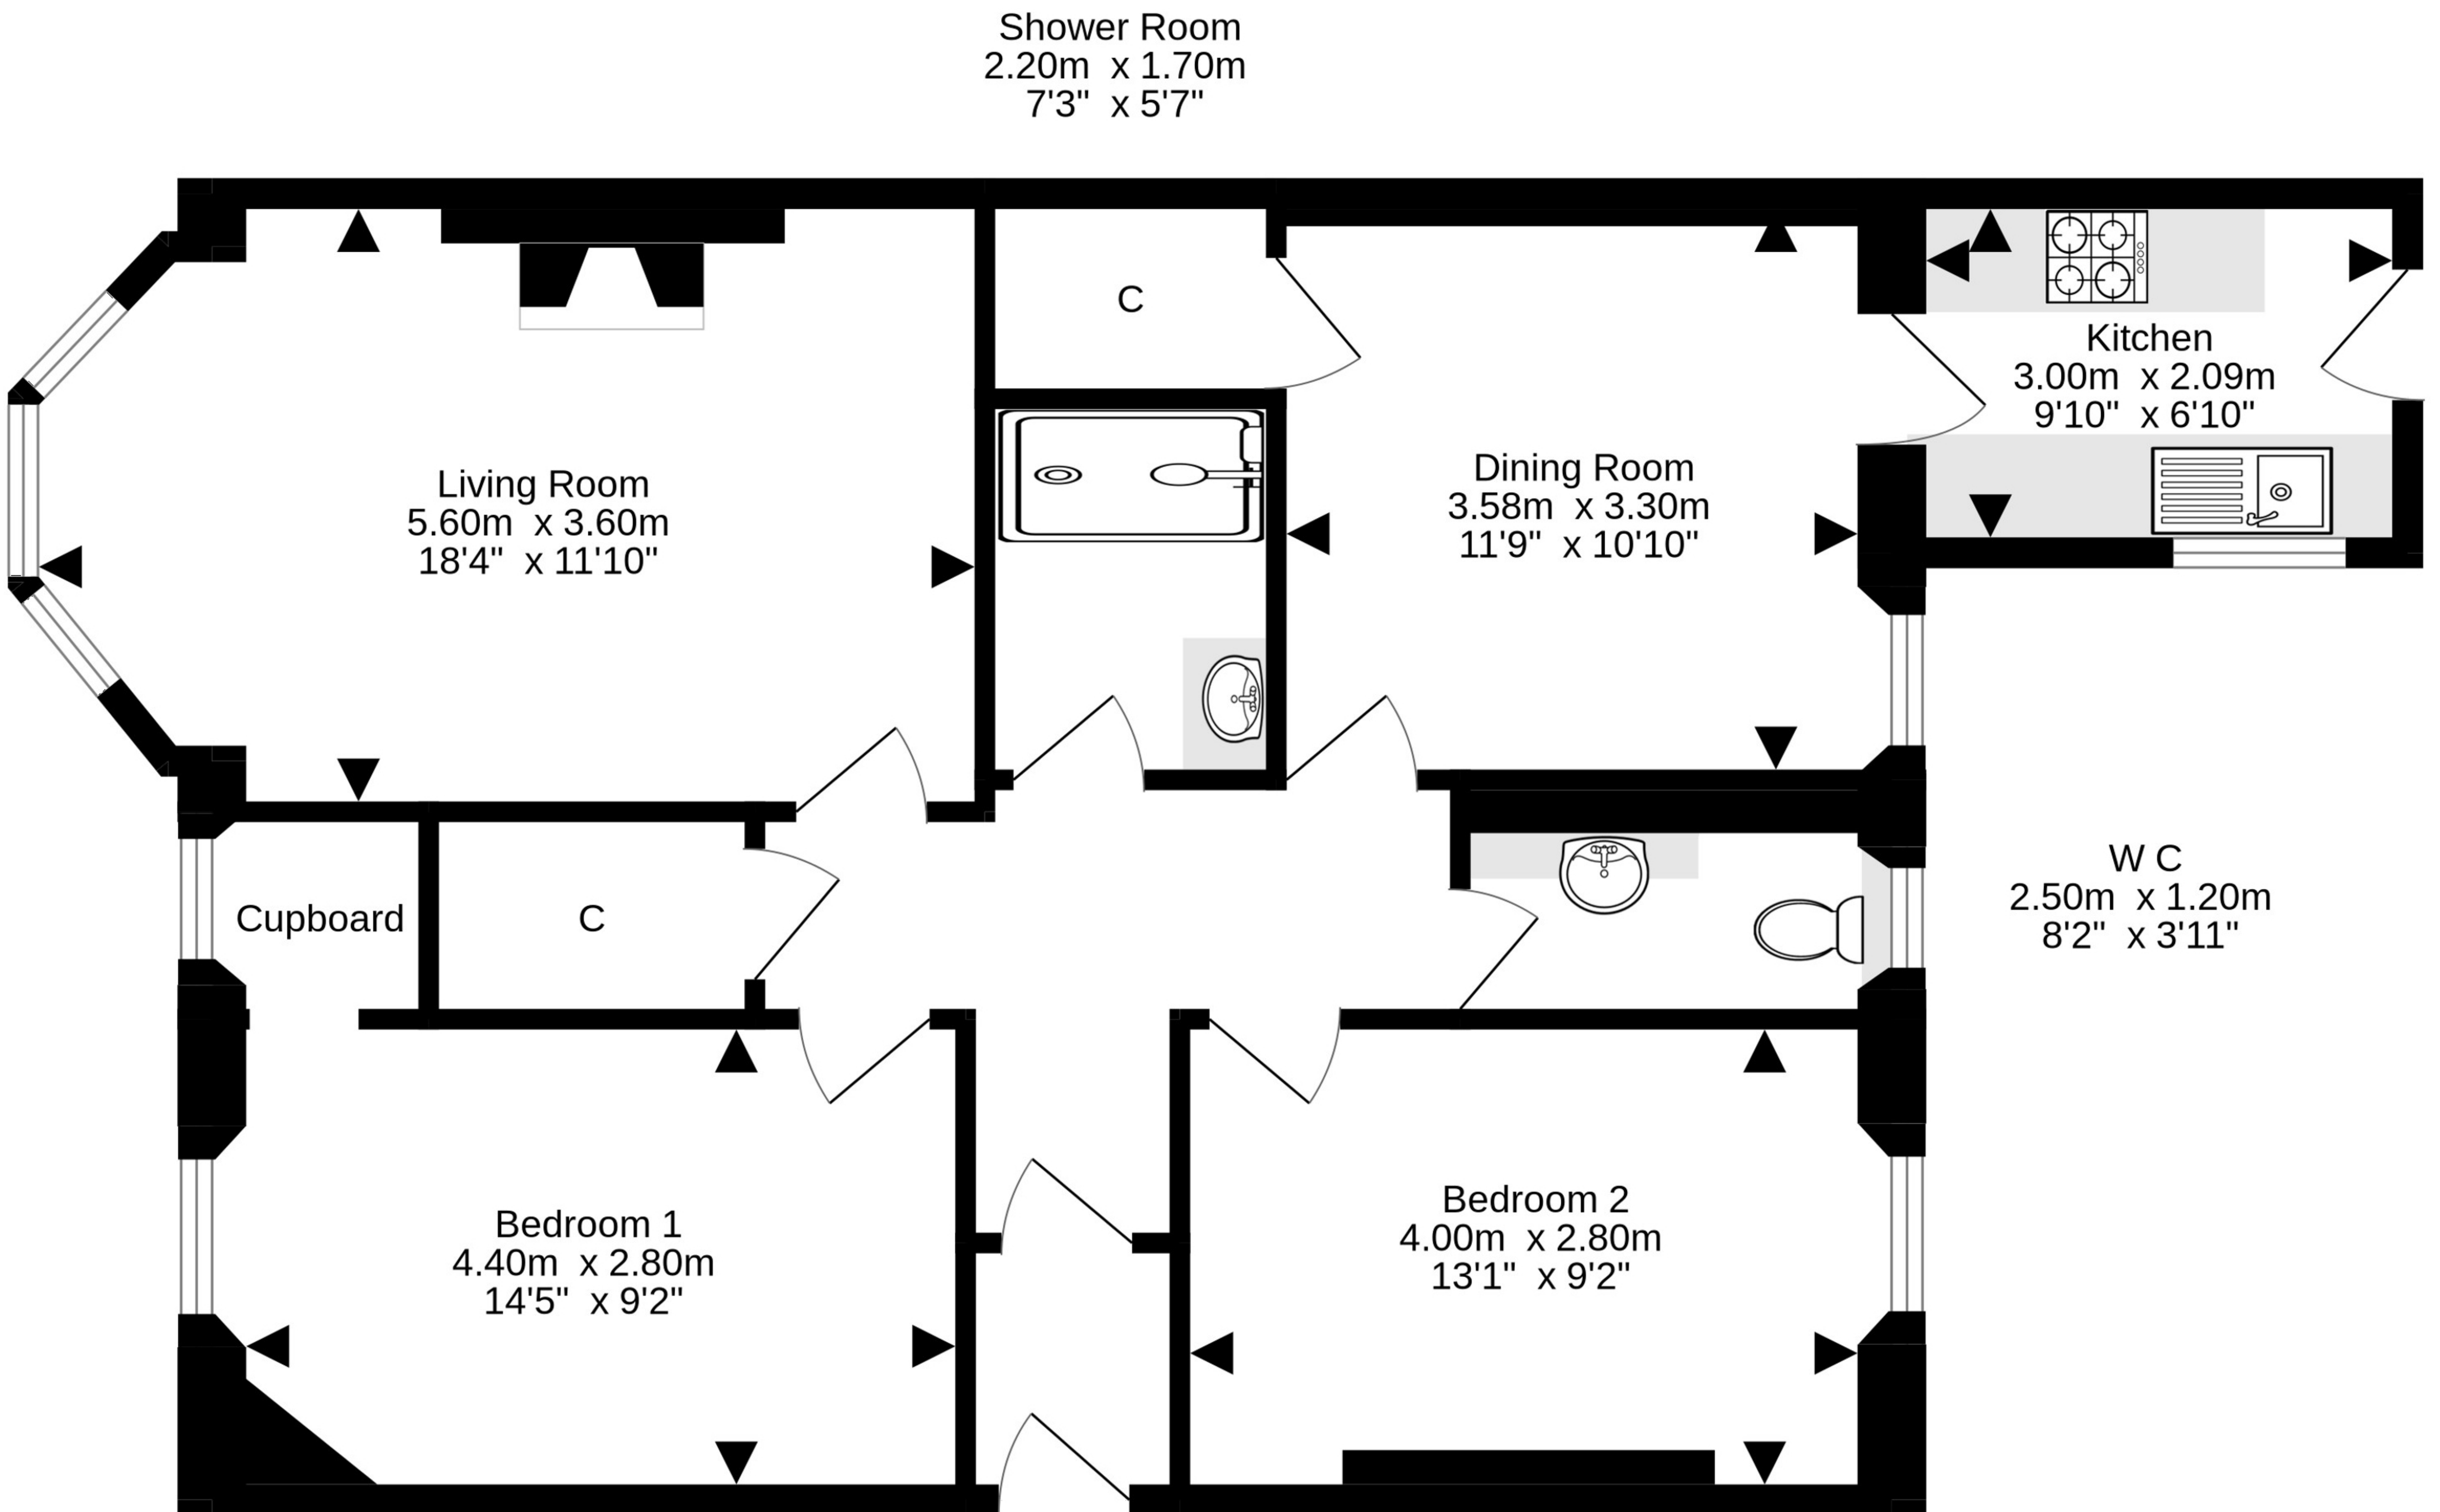 Shower Room
2.20m x 1.70m
7'3" x 5'7"
C
Kitchen
3.00m x 2.09m
9'10" x 6'10"
Living Room
5.60m x 3.60m
18'4" x 11'10"
Dining Room
3.58m x 3.30m
11'9" x 10'10"
Cupboard
C
W C
2.50m x 1.20m
8'2" x 3'11"
Bedroom 1
4.40m x 2.80m
14'5" x 9'2"
Bedroom 2
4.00m x 2.80m
13'1" x 9'2"